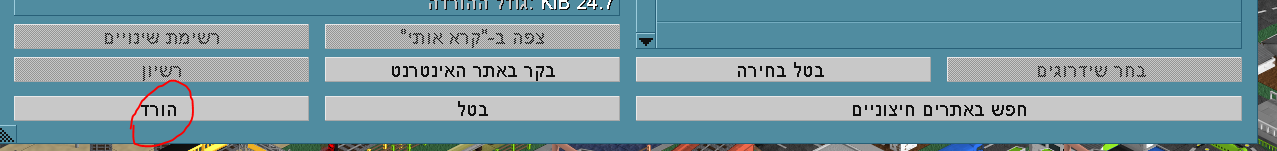 גודל ההורדה: 24.7 KiB
צפה ב-"קרא אותי"
רשימת שינויים
בחר שידרוגים
בטל בחירה
בקר באתר האינטרנט
רשיון
חפש באתרים חיצוניים
בטל
הורד